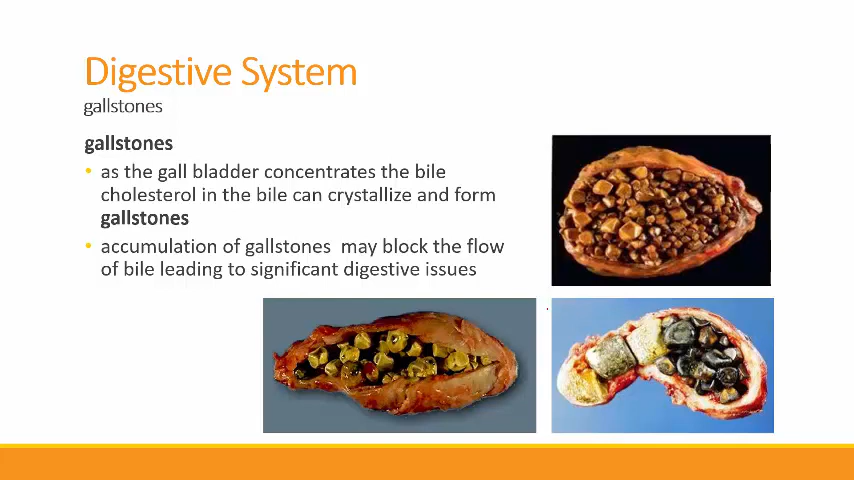 Digestive System
gallstones
gallstones
• as the gall bladder concentrates the bile
cholesterol in the bile can crystallize and form
gallstones
• accumulation of gallstones  may block the flow
of bile leading to significant digestive issues